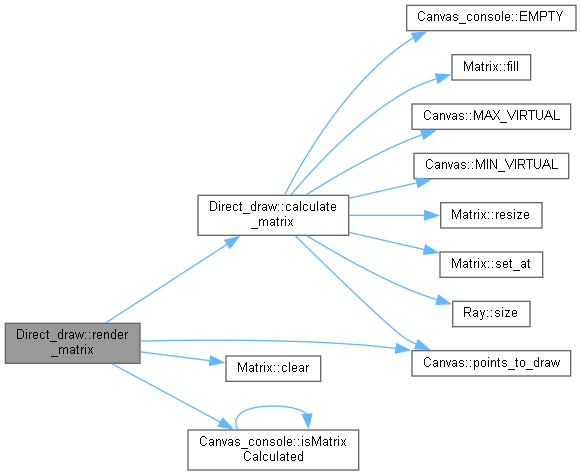 Canvas_console::EMPTY
Matrix::fill
Canvas::MAX_VIRTUAL
Canvas::MIN_VIRTUAL
Direct_draw::calculate
_matrix
Matrix::resize
Matrix::set_at
Ray::size
Direct_draw::render
_matrix
Canvas::points_to_draw
Matrix::clear
Canvas_console::isMatrix
Calculated